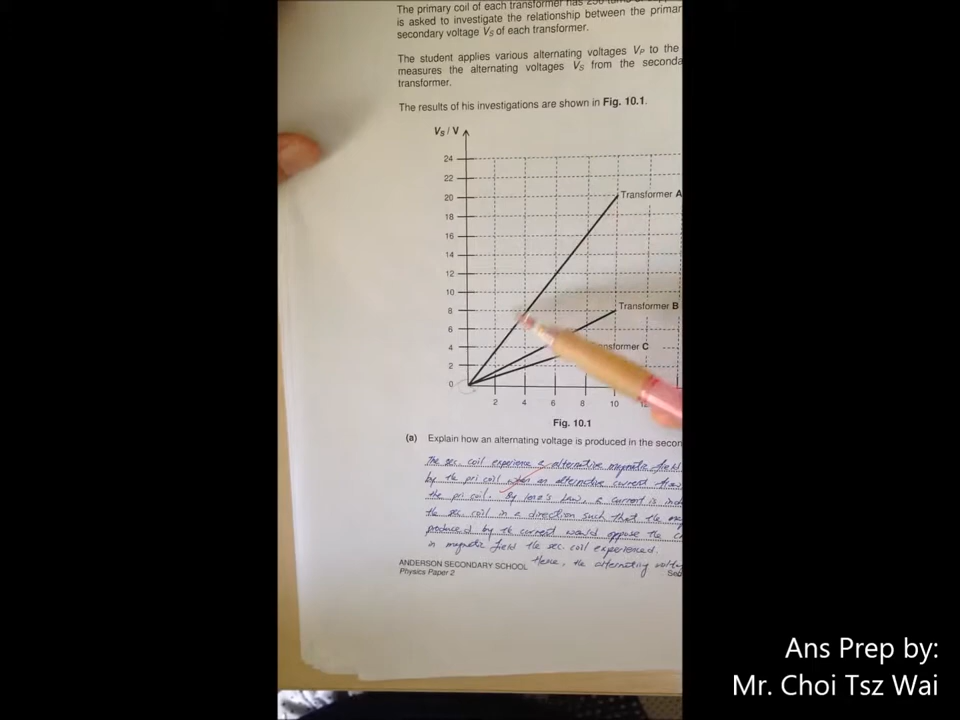 The primary coil of each transformer has
is asked to investigate the relationship between the primar
secondary voltage VS of each transformer.
The student applies various alternating voltages VP to the
measures the alternating voltages VS from the seconda
transformer.
The results of his investigations are shown in Fig. 10.1.
VS / V
24
22
20
18
16
14
12
10
8
6
4
2
0
Transformer A
Transformer B
ansformer C
2 4 6 8 10 12
Fig. 10.1
(a) Explain how an alternating voltage is produced in the secon
The sec. coil experience a alternative magnetic field
by the pri coil when an alternative current flow
the pri coil. By lenz's Law, a current is ind
the sec. coil in a direction such that the mag
produced by the current would oppose the c
in magnetic field the sec. coil experienced.
Hence, the alternating volta
ANDERSON SECONDARY SCHOOL
Physics Paper 2
Ans Prep by:
Mr. Choi Tsz Wai